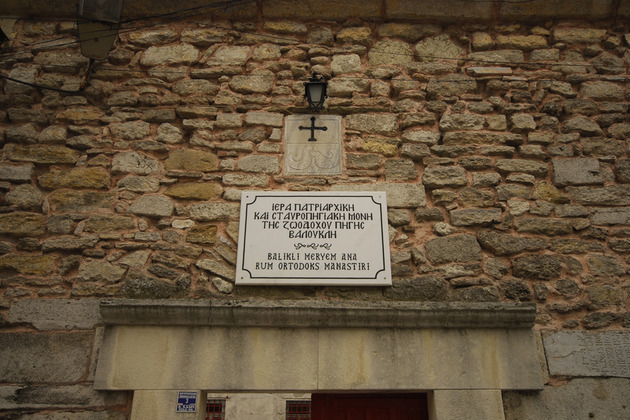 ΙΕΡΑ ΠΑΤΡΙΑΡΧΙΚΗ
ΚΑΙ ΣΤΑΥΡΟΠΗΓΙΑΚΗ ΜΟΝΗ
ΤΗΣ ΖΩΟΔΟΧΟΥ ΠΗΓΗΣ
ΒΑΛΟΥΚΛΗ
BALIKLI MERYEM ANA
RUM ORTODOKS MANASTIRI